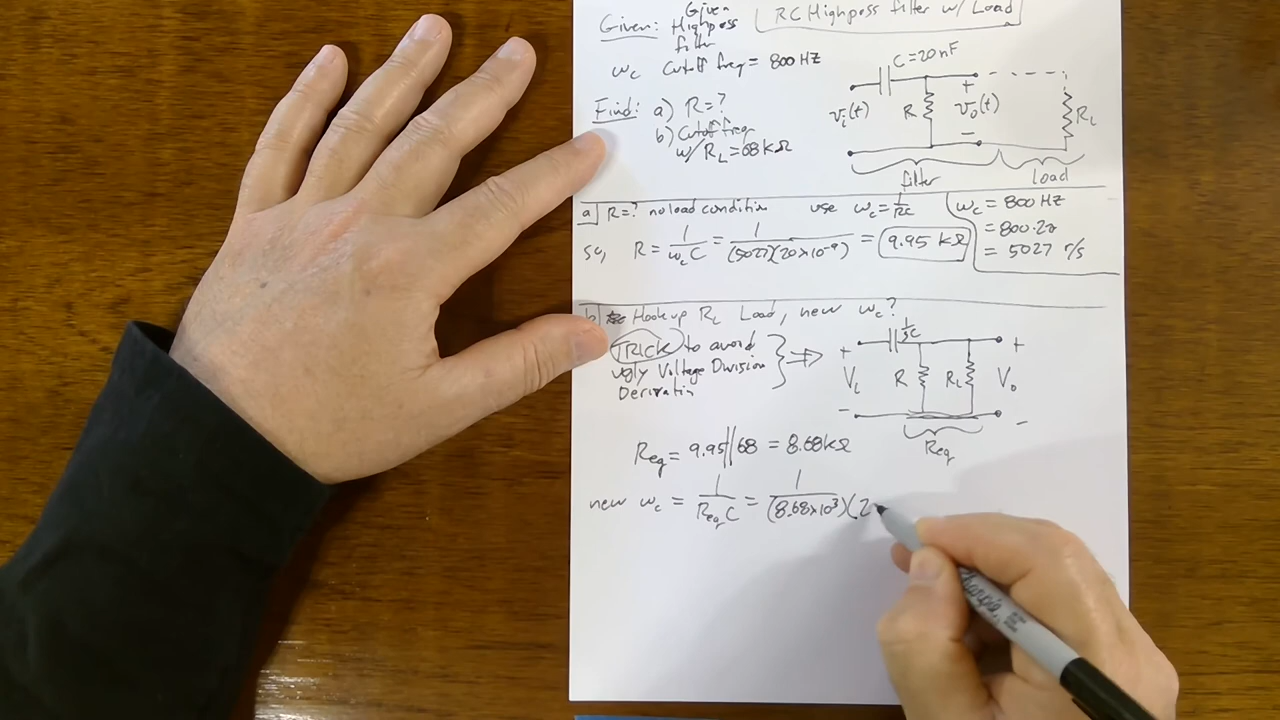 Given: Given Highpass filter
RC Highpass filter w/ Load
ωc Cutoff freq = 800 HZ
C = 20 nF
Find: a) R = ?
b) Cutoff freq
w/ RL = 68 kΩ
vi(t) R + vo(t) − RL
filter load
a) R=? no load condition use ωc = 1/RC
ωc = 800 HZ
= 800·2π
= 5027 r/s
so, R = 1/ωcC = 1/(5027)(20×10⁻⁹) = 9.95 kΩ
b) Hookup RL Load, new ωc?
TRICK to avoid
ugly Voltage Division
Derivation
1/sC
+ Vi − R RL + Vo −
Req
Req = 9.95||68 = 8.68kΩ
new ωc = 1/ReqC = 1/(8.68×10³)(2
Sharpie